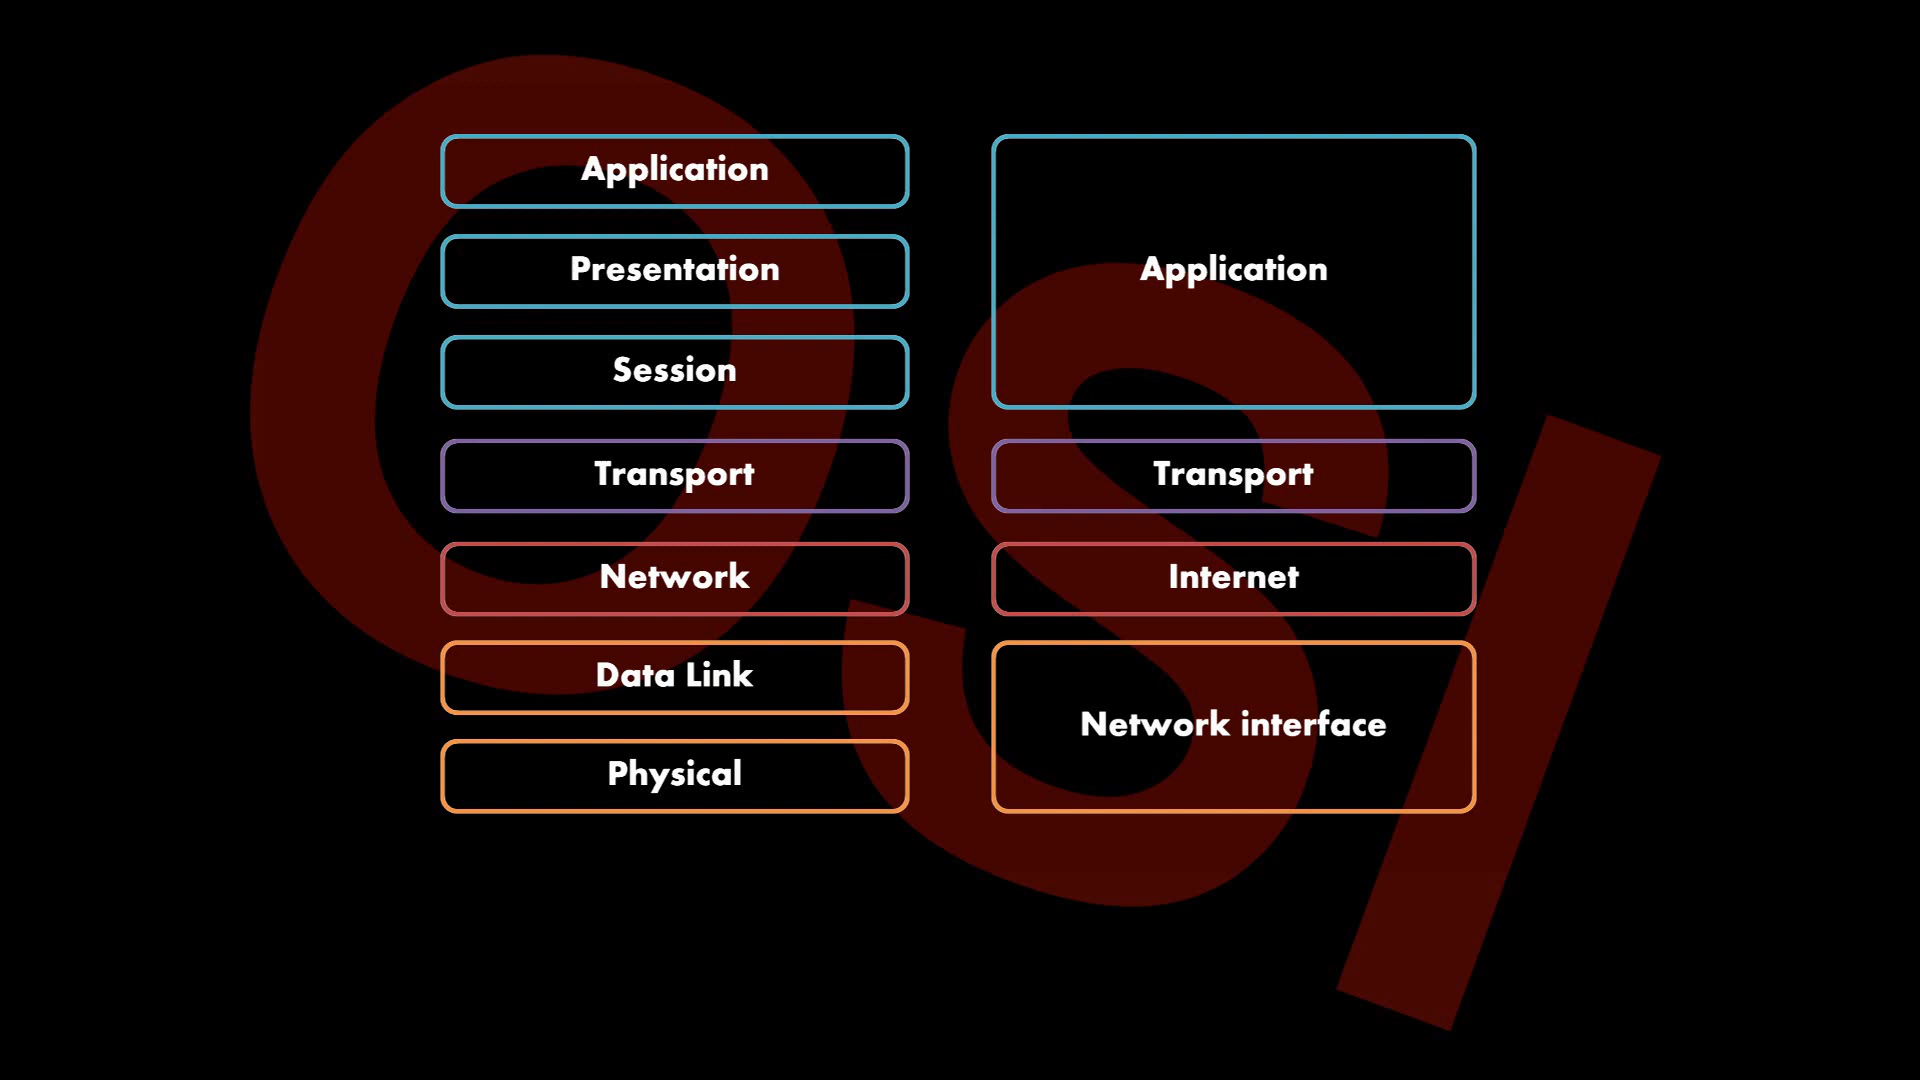 OSI
Application
Presentation
Session
Transport
Network
Data Link
Physical
Application
Transport
Internet
Network interface